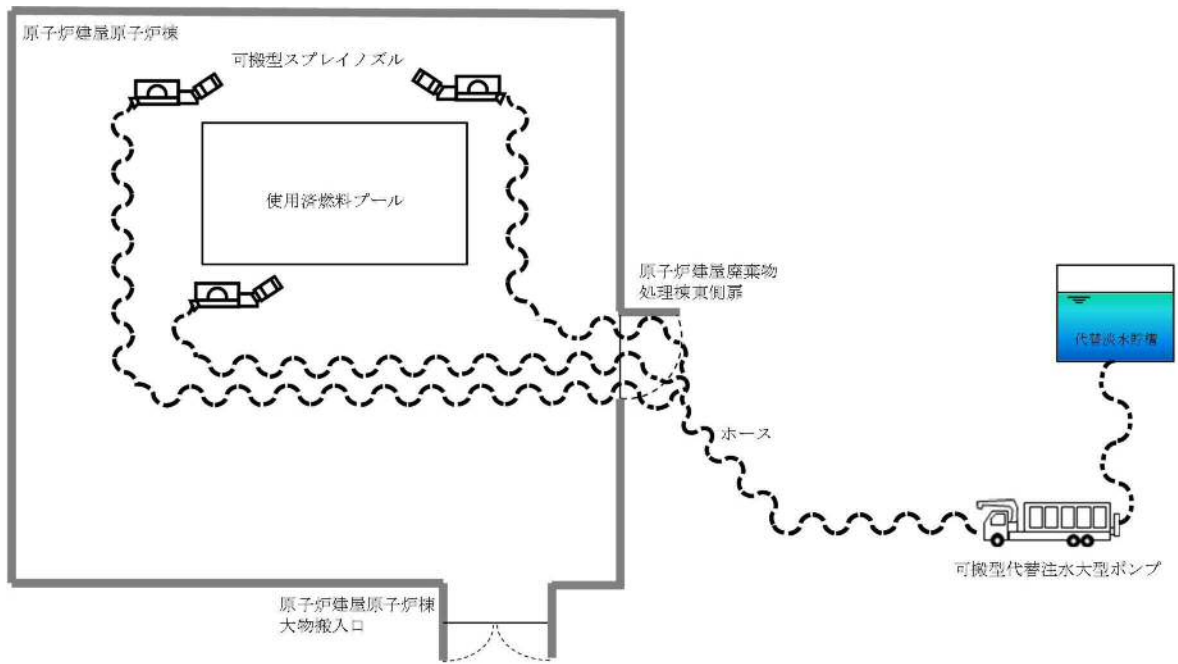 原子炉建屋原子炉棟
可搬型スプレイノズル
使用済燃料プール
原子炉建屋廃棄物
処理棟東側扉
代替淡水貯槽
ホース
可搬型代替注水大型ポンプ
原子炉建屋原子炉棟
大物搬入口